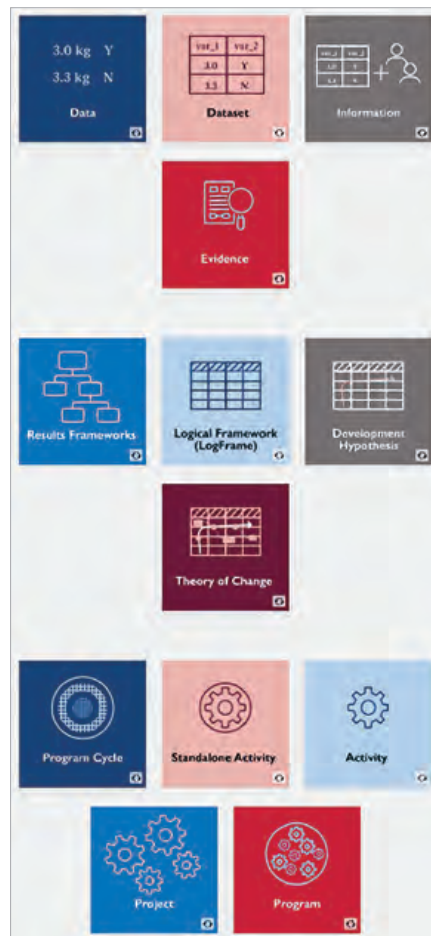 3.0 kg Y
3.3 kg N
Data
var_1 var_2
3.0 Y
3.3 N
Dataset
Information
Evidence
Results Frameworks
Logical Framework
(LogFrame)
Development
Hypothesis
Theory of Change
Program Cycle
Standalone Activity
Activity
Project
Program